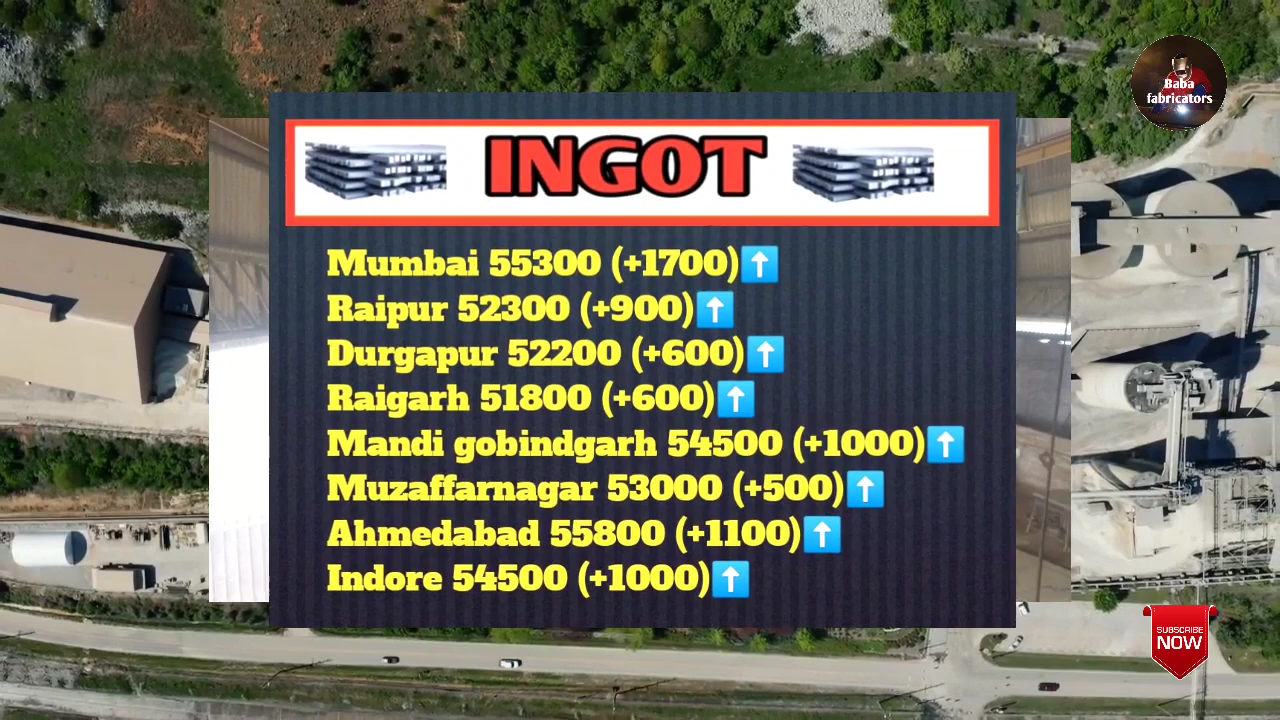 Baba
fabricators
INGOT
Mumbai 55300 (+1700)⬆️
Raipur 52300 (+900)⬆️
Durgapur 52200 (+600)⬆️
Raigarh 51800 (+600)⬆️
Mandi gobindgarh 54500 (+1000)⬆️
Muzaffarnagar 53000 (+500)⬆️
Ahmedabad 55800 (+1100)⬆️
Indore 54500 (+1000)⬆️
SUBSCRIBE
NOW